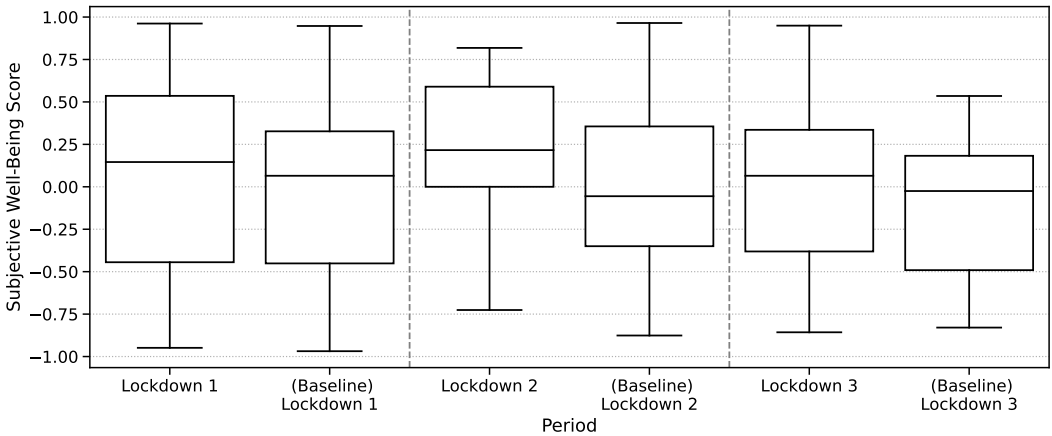 Subjective Well-Being Score
1.00
0.75
0.50
0.25
0.00
−0.25
−0.50
−0.75
−1.00
Lockdown 1
(Baseline)
Lockdown 1
Lockdown 2
(Baseline)
Lockdown 2
Lockdown 3
(Baseline)
Lockdown 3
Period